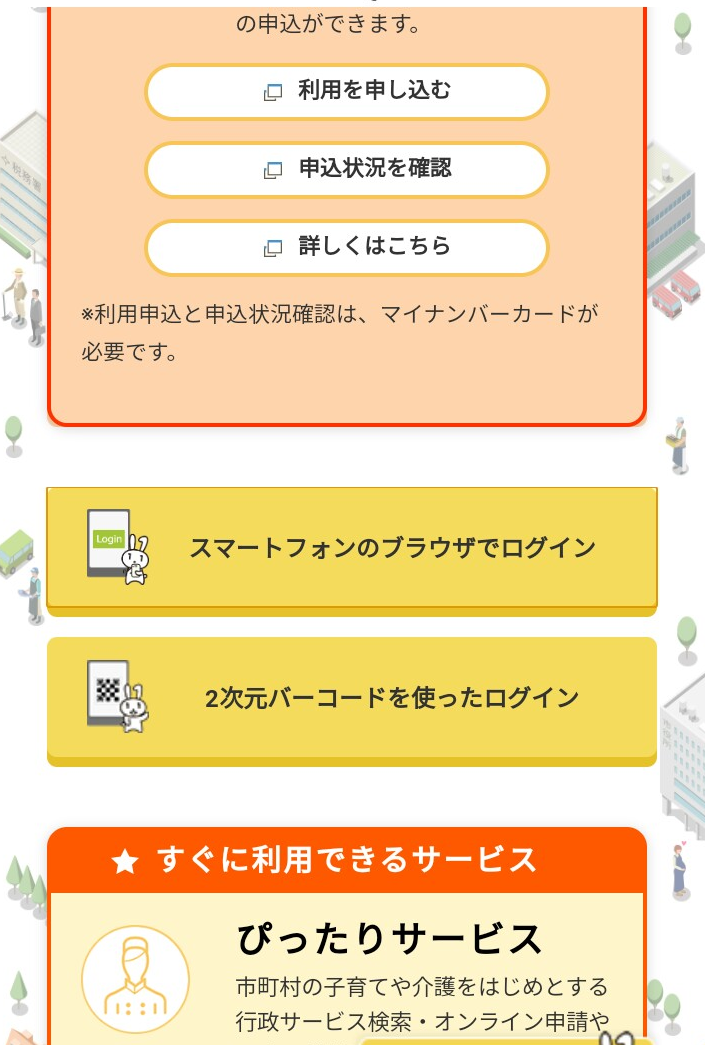 の申込ができます。
利用を申し込む
申込状況を確認
税務署
詳しくはこちら
※利用申込と申込状況確認は、マイナンバーカードが
必要です。
Login
スマートフォンのブラウザでログイン
2次元バーコードを使ったログイン
すぐに利用できるサービス
ぴったりサービス
市町村の子育てや介護をはじめとする
行政サービス検索・オンライン申請や